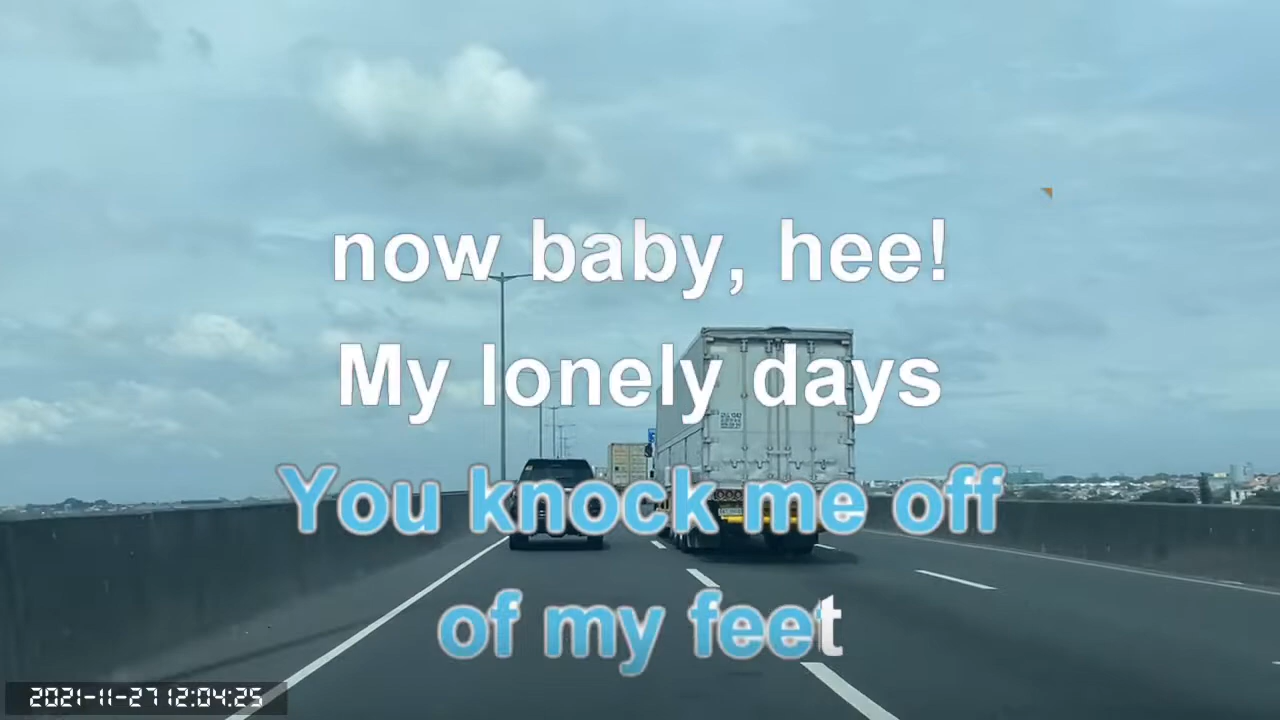 now baby, hee!
My lonely days
You knock me off
of my feet
2021-11-27 12:04:25